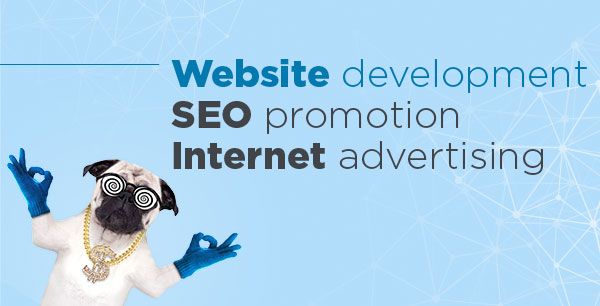 Website development
SEO promotion
Internet advertising